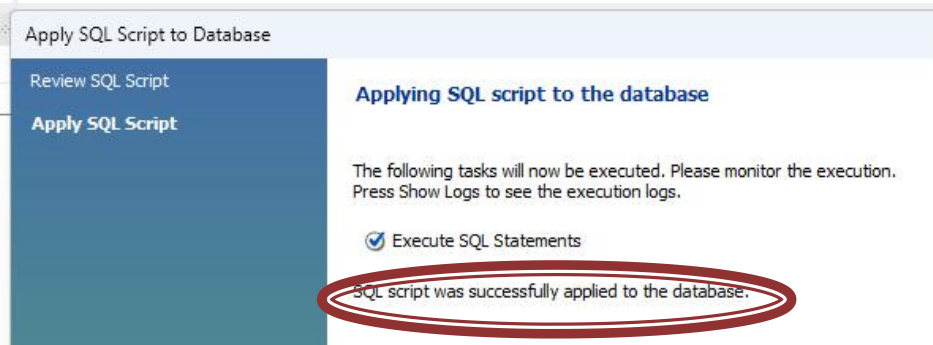 Apply SQL Script to Database
Review SQL Script
Apply SQL Script
Applying SQL script to the database
The following tasks will now be executed. Please monitor the execution.
Press Show Logs to see the execution logs.
Execute SQL Statements
SQL script was successfully applied to the database.